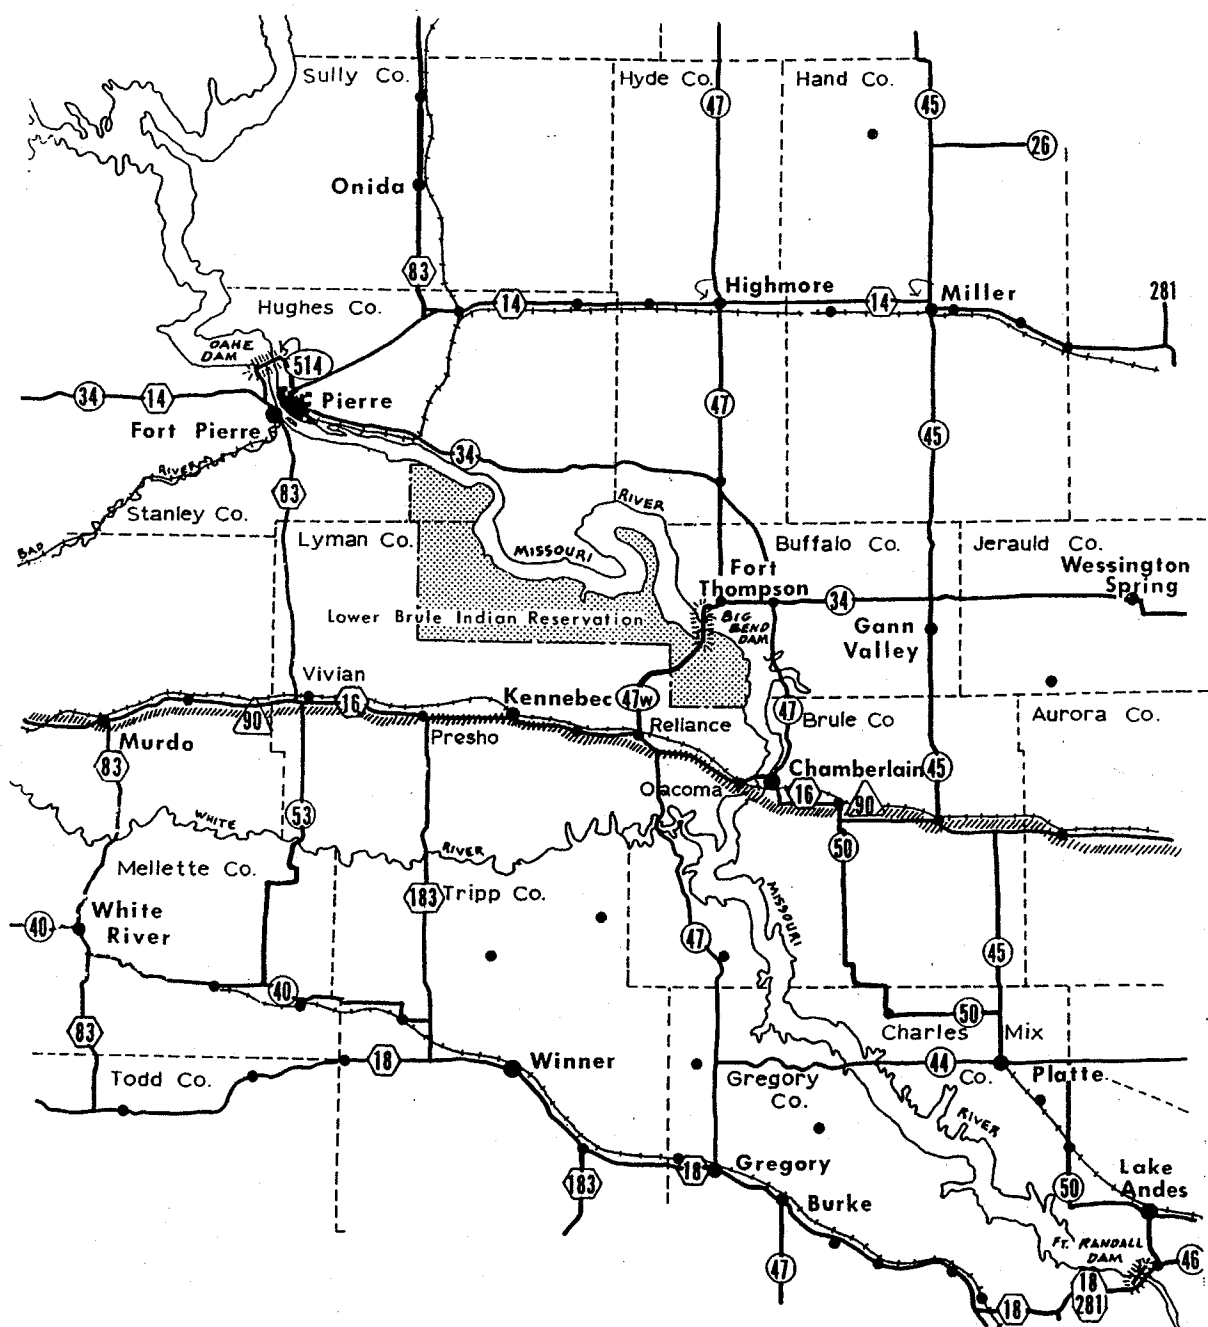 Sully Co.
Hyde Co.
Hand Co.
47
45
26
Onida
83
Hughes Co.
14
Highmore
14
Miller
281
OAHE
DAM
514
34
14
Pierre
Fort Pierre
47
45
34
RIVER
83
RIVER
Stanley Co.
BAD
Lyman Co.
MISSOURI
Buffalo Co.
Jerauld Co.
Fort
Thompson
Wessington
Spring
34
Lower Brule Indian Reservation
BIG
BEND
DAM
Gann
Valley
Vivian
16
Kennebec
47w
90
47
Brule Co
Aurora Co.
Murdo
Presho
Reliance
83
Chamberlain
45
Oacoma
16
90
53
WHITE
RIVER
50
Mellette Co.
183
Tripp Co.
MISSOURI
40
White
River
47
45
40
83
50
Charles Mix
18
Winner
44
Co.
Platte
Todd Co.
Gregory
Co.
RIVER
183
18
Gregory
Lake
Andes
50
Burke
FT. RANDALL
DAM
46
47
18
18
281